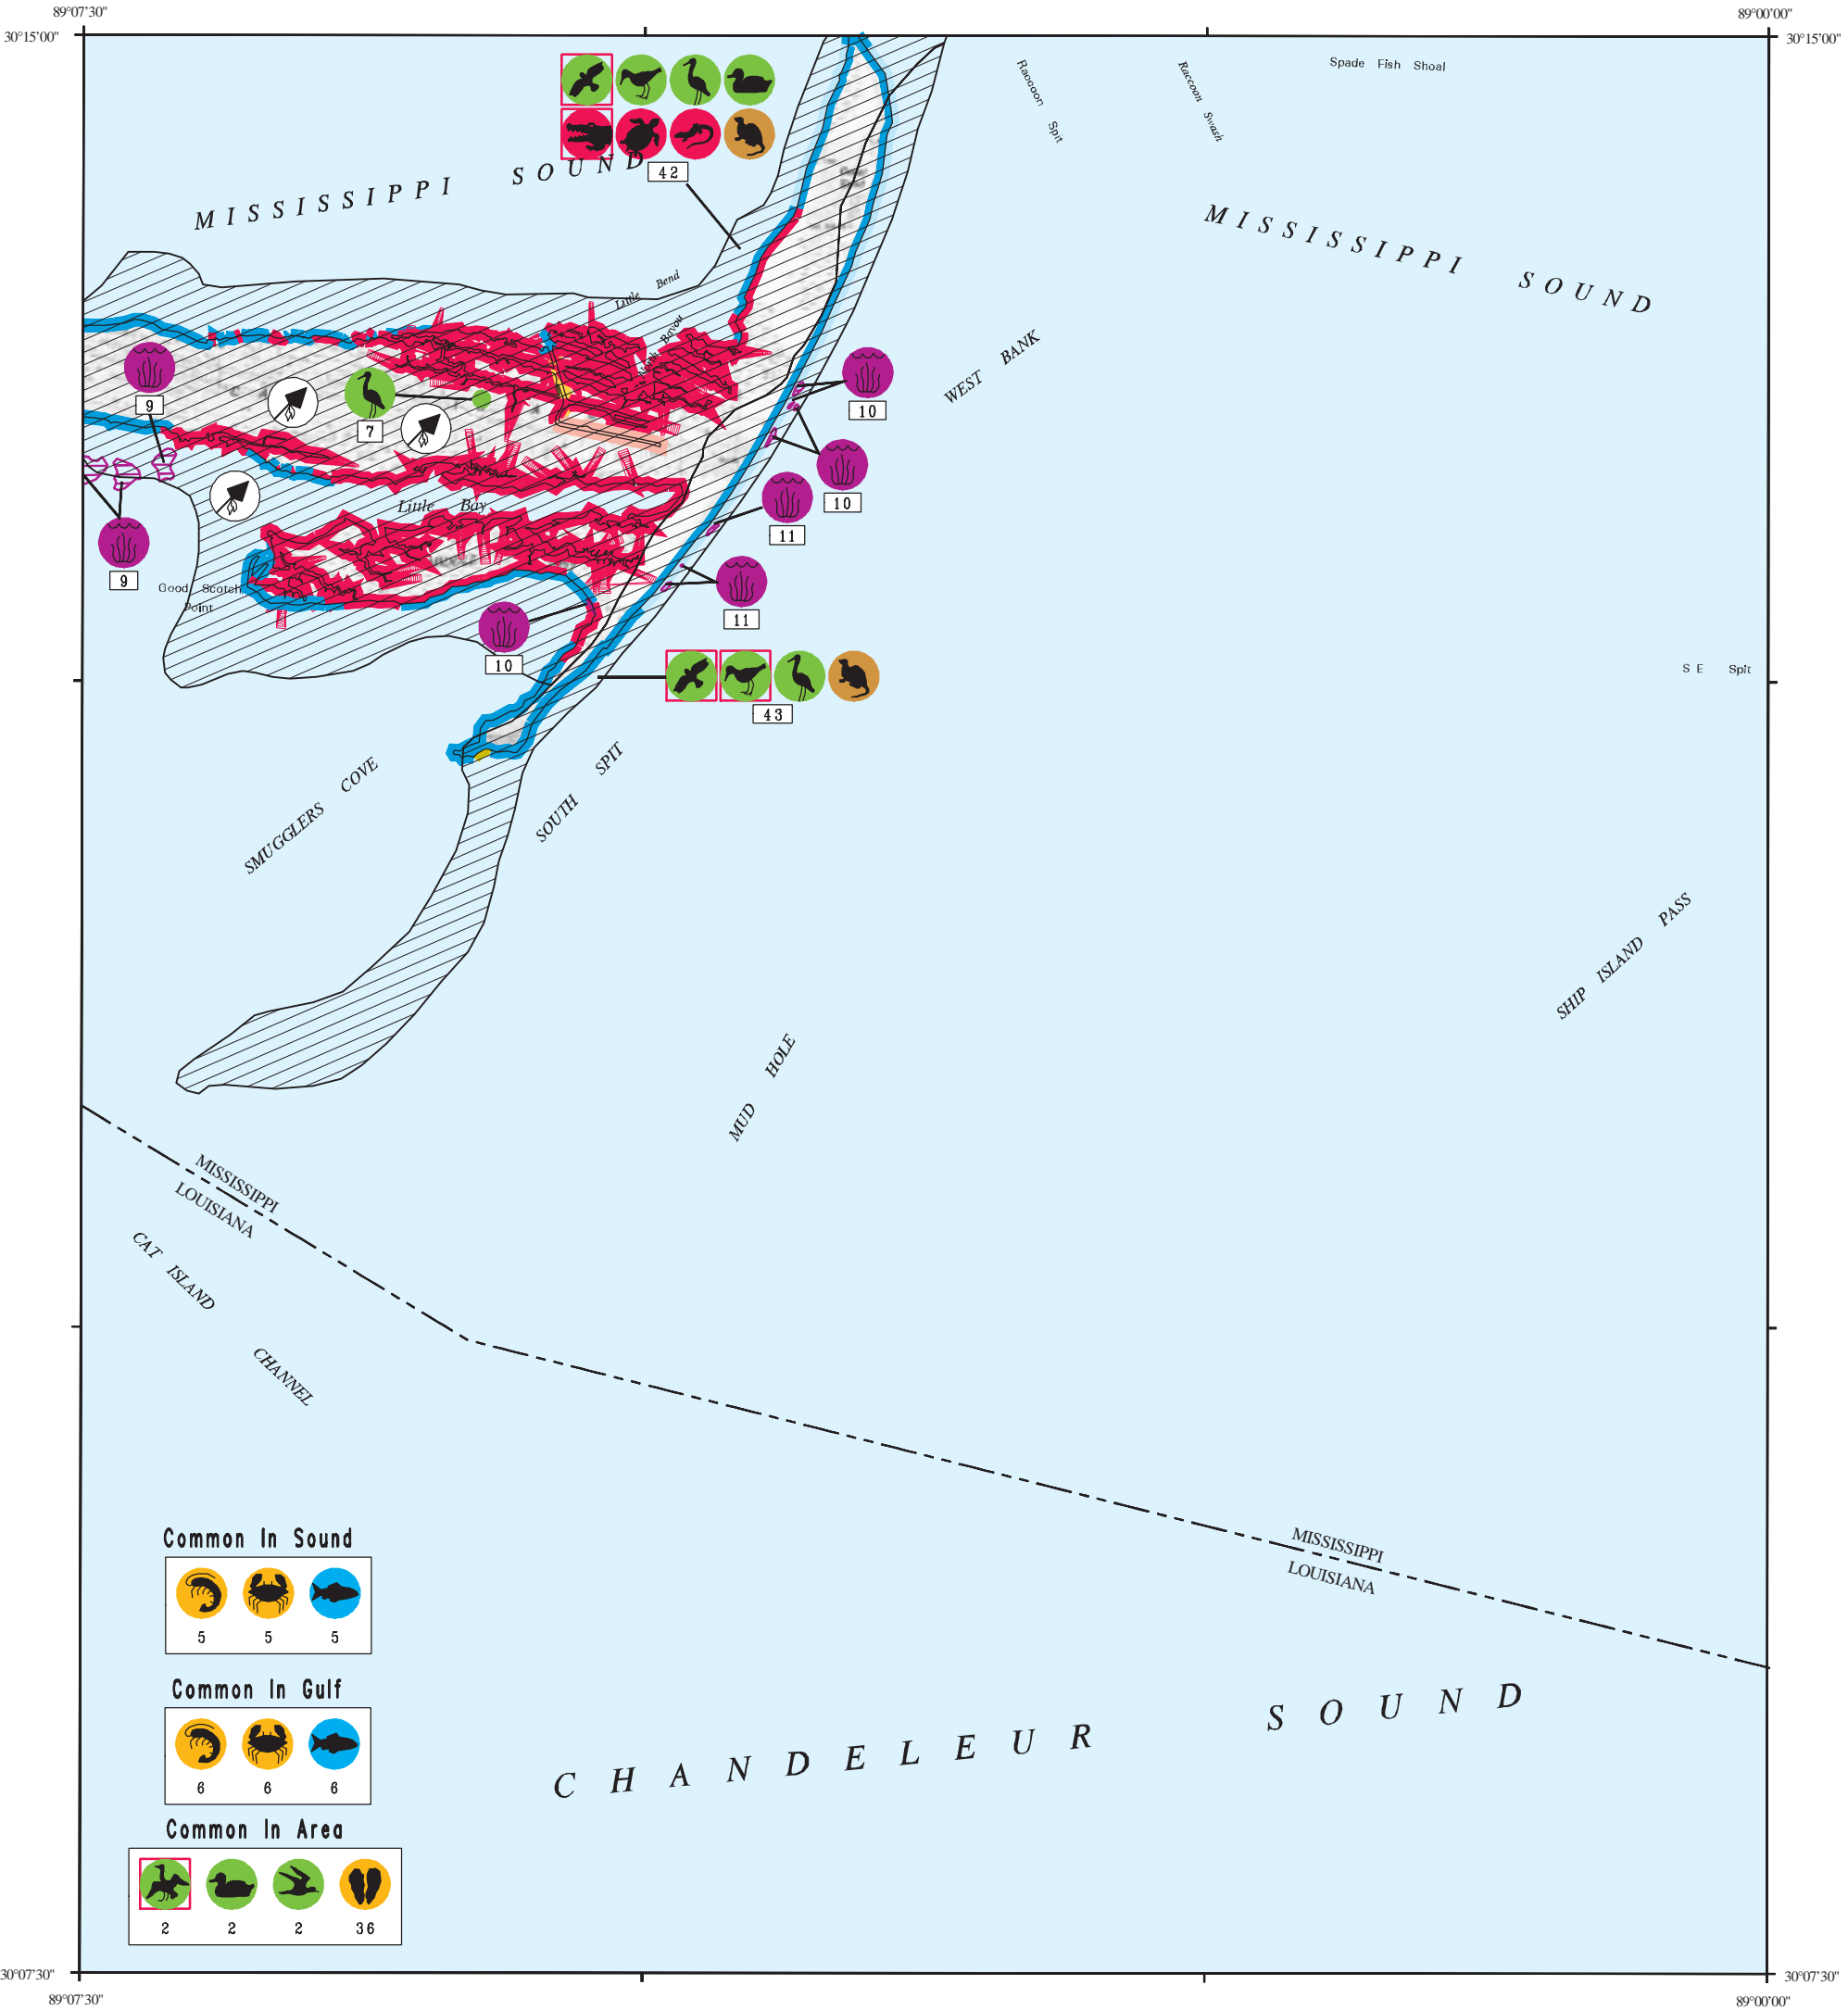 89°07'30"
89°00'00"
30°15'00"
30°15'00"
Spade Fish Shoal
Raccoon Spit
Raccoon Swash
MISSISSIPPI SOUND
42
MISSISSIPPI SOUND
Little Bend
WEST BANK
9
7
10
10
Little Bay
11
9
Good Scotch
Point
11
10
43
S E Spit
SMUGGLERS COVE
SOUTH SPIT
SHIP ISLAND PASS
MUD HOLE
MISSISSIPPI
LOUISIANA
CAT ISLAND
CHANNEL
MISSISSIPPI
LOUISIANA
Common In Sound
5 5 5
Common In Gulf
6 6 6
CHANDELEUR SOUND
Common In Area
2 2 2 36
30°07'30"
30°07'30"
89°07'30"
89°00'00"